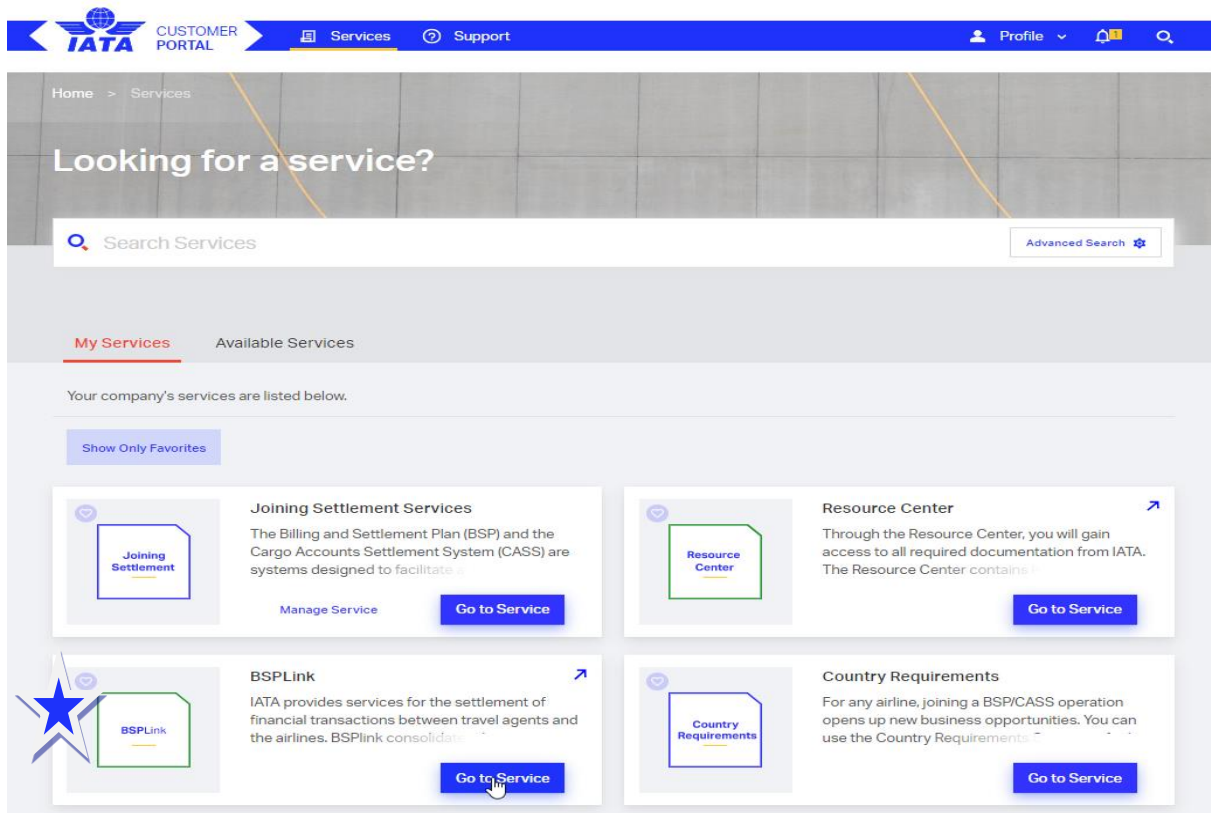 IATA
CUSTOMER
PORTAL
Services
Support
Profile
1
Home > Services
Looking for a service?
Search Services
Advanced Search
My Services
Available Services
Your company's services are listed below.
Show Only Favorites
Joining
Settlement
Joining Settlement Services
The Billing and Settlement Plan (BSP) and the
Cargo Accounts Settlement System (CASS) are
systems designed to facilitate
Manage Service
Go to Service
Resource
Center
Resource Center
Through the Resource Center, you will gain
access to all required documentation from IATA.
The Resource Center contains
Go to Service
BSPLink
BSPLink
IATA provides services for the settlement of
financial transactions between travel agents and
the airlines. BSPlink consolidate
Go to Service
Country
Requirements
Country Requirements
For any airline, joining a BSP/CASS operation
opens up new business opportunities. You can
use the Country Requirements
Go to Service